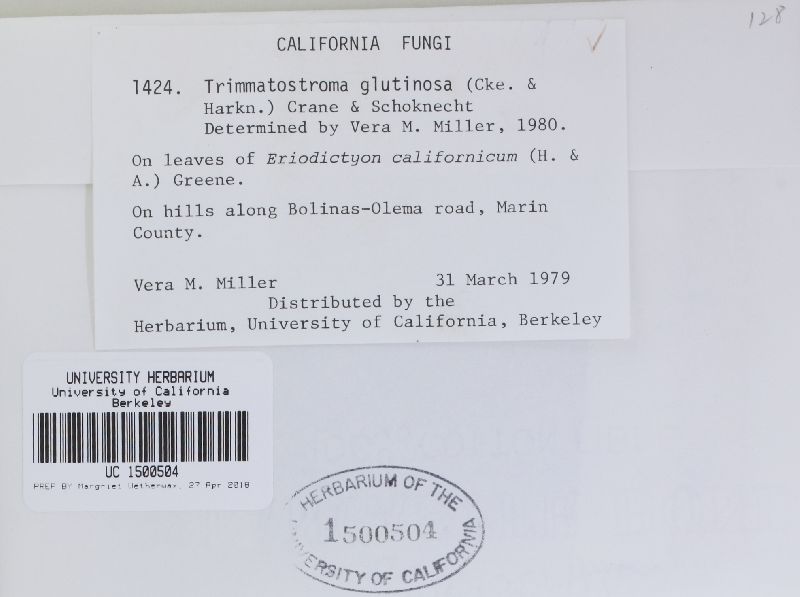 128
CALIFORNIA FUNGI
1424. Trimmatostroma glutinosa (Cke. &
Harkn.) Crane & Schoknecht
Determined by Vera M. Miller, 1980.
On leaves of Eriodictyon californicum (H. &
A.) Greene.
On hills along Bolinas-Olema road, Marin
County.
Vera M. Miller 31 March 1979
Distributed by the
Herbarium, University of California, Berkeley
UNIVERSITY HERBARIUM
University of California
Berkeley
UC 1500504
PREP BY Margriet Wetherwax, 27 Apr 2018
HERBARIUM OF THE
1500504
ERSITY OF CALIFORNIA